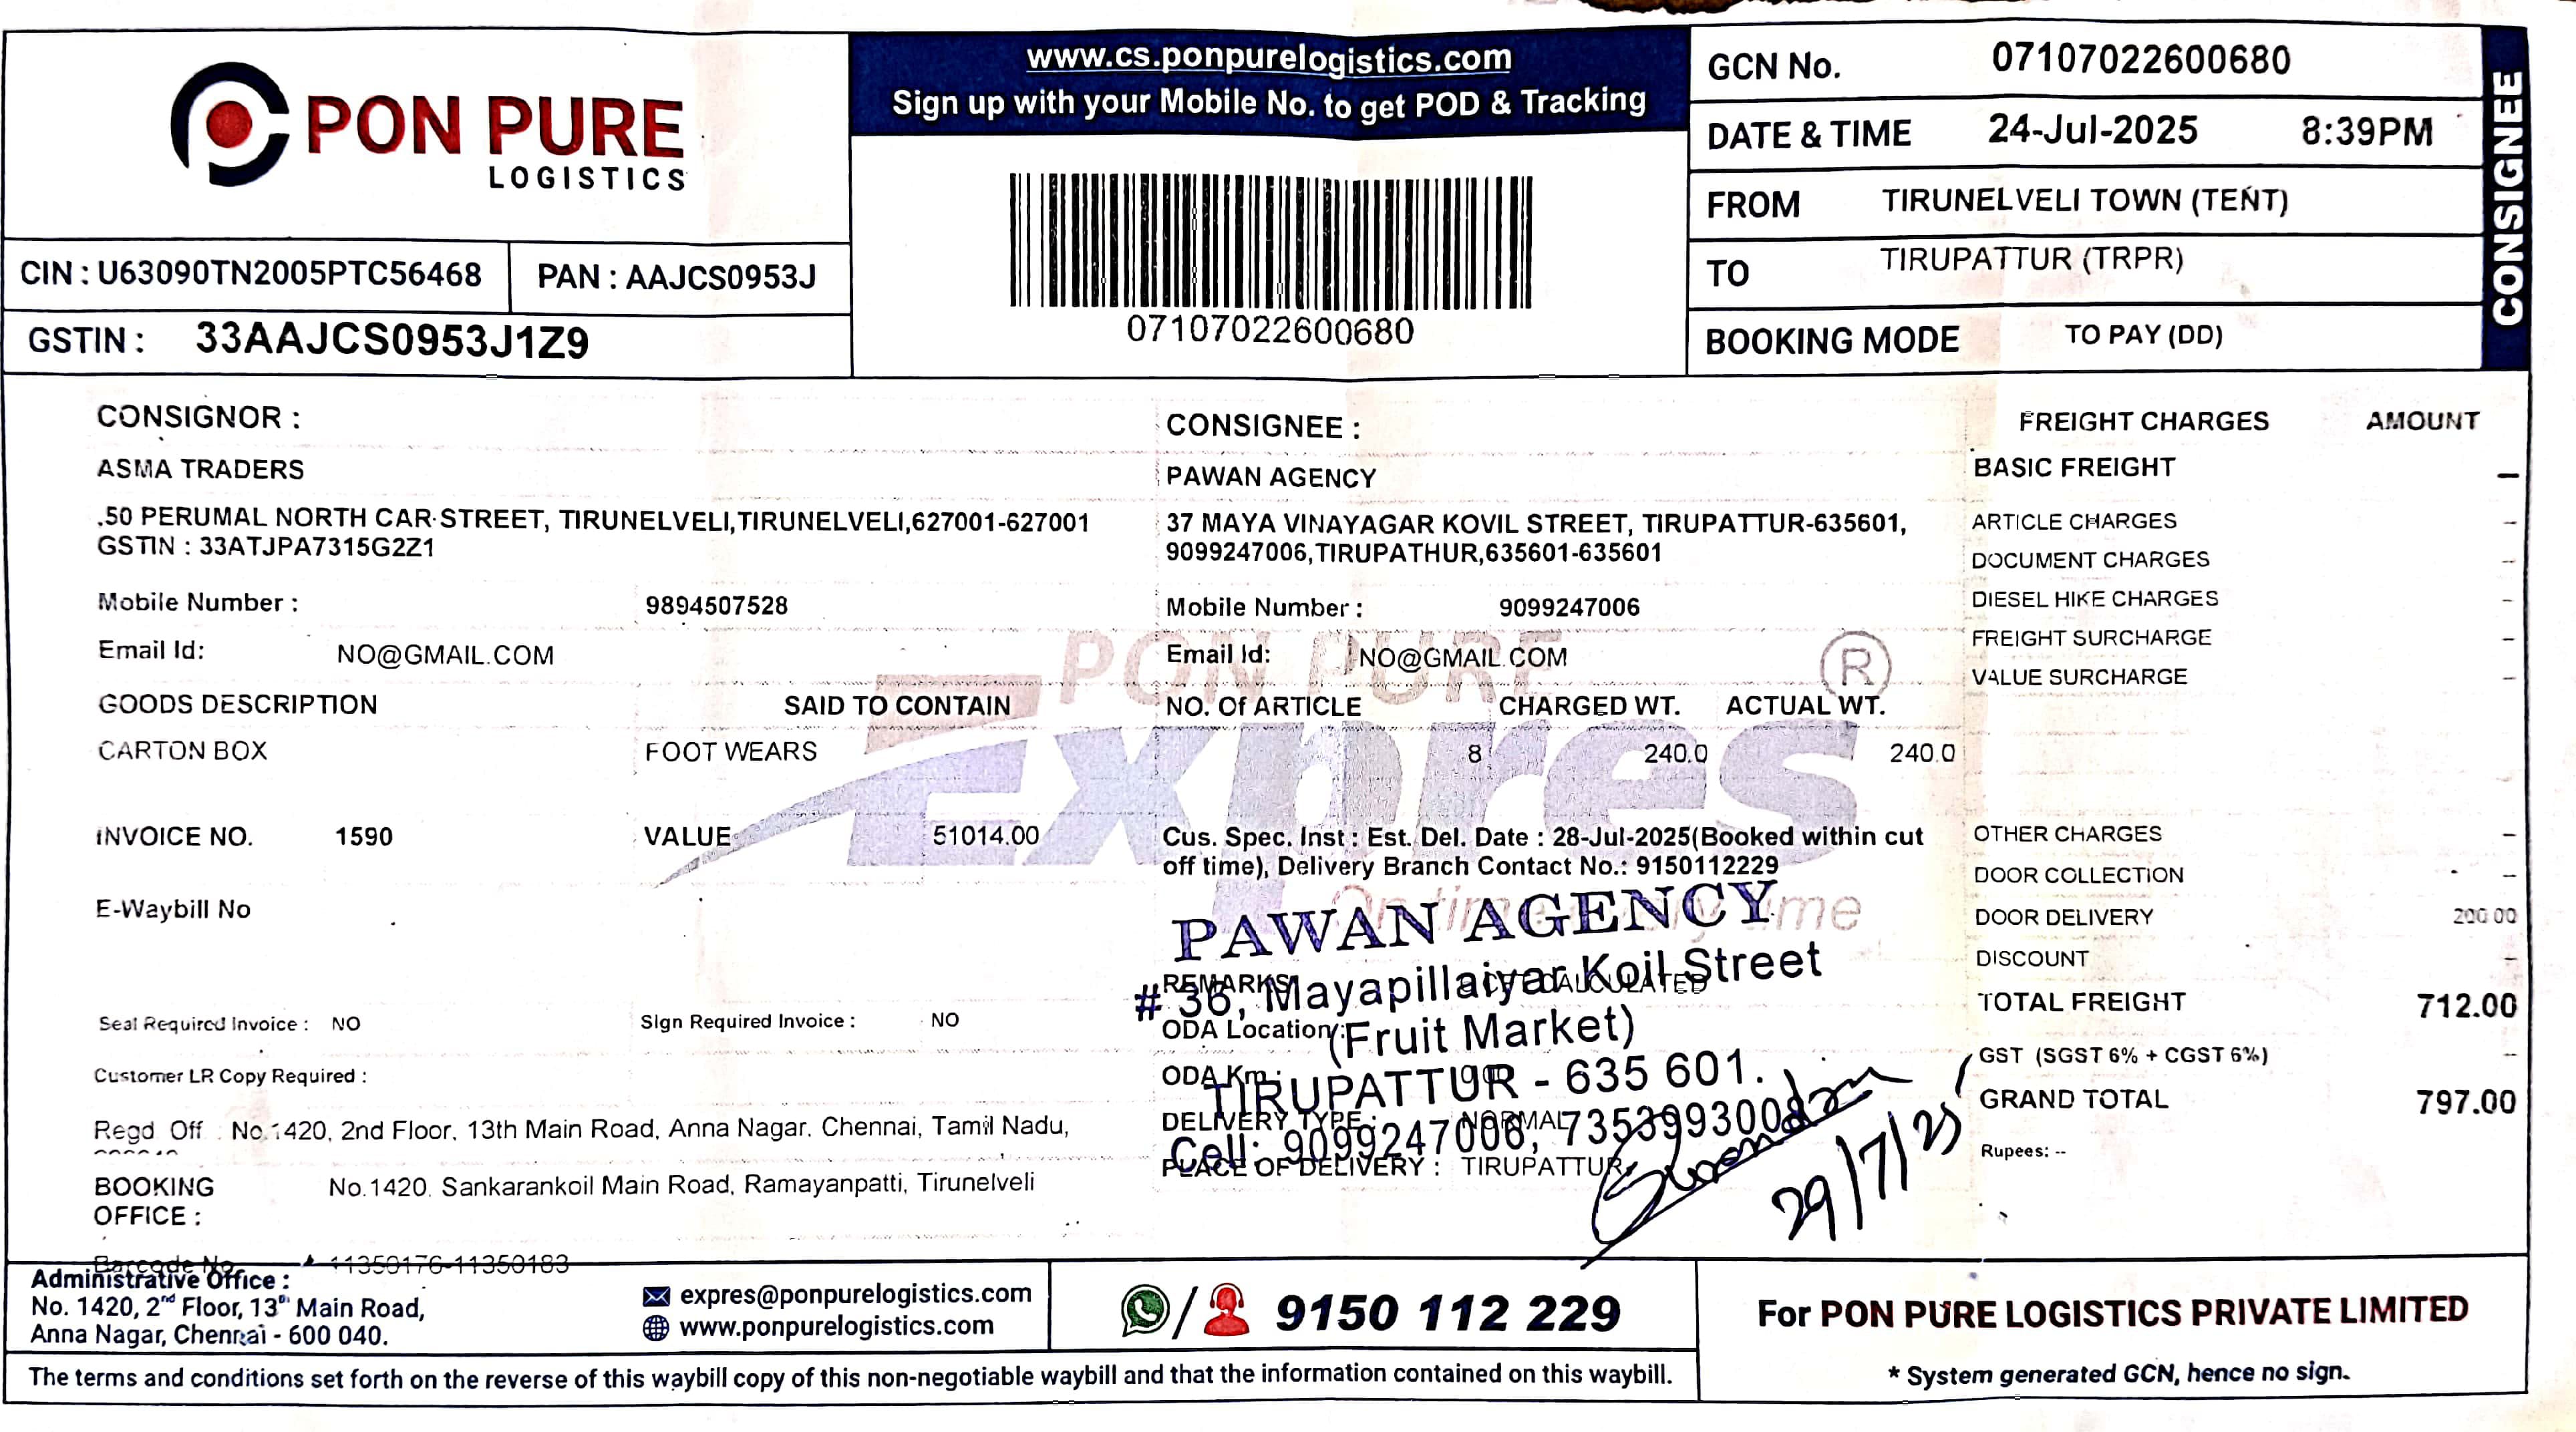 PON PURE
LOGISTICS
CIN : U63090TN2005PTC56468
PAN : AAJCS0953J
GSTIN : 33AAJCS0953J1Z9
www.cs.ponpurelogistics.com
Sign up with your Mobile No. to get POD & Tracking
07107022600680
GCN No. 07107022600680
DATE & TIME 24-Jul-2025 8:39PM
FROM TIRUNELVELI TOWN (TENT)
TO TIRUPATTUR (TRPR)
BOOKING MODE TO PAY (DD)
CONSIGNEE
CONSIGNOR :
ASMA TRADERS
.50 PERUMAL NORTH CAR STREET, TIRUNELVELI,TIRUNELVELI,627001-627001
GSTIN : 33ATJPA7315G2Z1
Mobile Number : 9894507528
Email Id: NO@GMAIL.COM
CONSIGNEE :
PAWAN AGENCY
37 MAYA VINAYAGAR KOVIL STREET, TIRUPATTUR-635601,
9099247006,TIRUPATHUR,635601-635601
Mobile Number : 9099247006
Email Id: NO@GMAIL.COM
PON PURE
Expres
On time every time
GOODS DESCRIPTION SAID TO CONTAIN NO. Of ARTICLE CHARGED WT. ACTUAL WT.
CARTON BOX FOOT WEARS 8 240.0 240.0
INVOICE NO. 1590 VALUE 51014.00
Cus. Spec. Inst : Est. Del. Date : 28-Jul-2025(Booked within cut
off time), Delivery Branch Contact No.: 9150112229
E-Waybill No
REMARKS
ODA Location :
ODA Km :
DELIVERY TYPE : NORMAL
PLACE OF DELIVERY : TIRUPATTUR
PAWAN AGENCY
# 36, Mayapillaiyar Koil Street
(Fruit Market)
TIRUPATTUR - 635 601.
Cell: 9099247006,
29/7/25
Seal Required Invoice : NO
Sign Required Invoice : NO
Customer LR Copy Required :
Regd Off : No.1420, 2nd Floor, 13th Main Road, Anna Nagar, Chennai, Tamil Nadu,
BOOKING OFFICE : No.1420, Sankarankoil Main Road, Ramayanpatti, Tirunelveli
Barcode No 11350176-11350183
FREIGHT CHARGES AMOUNT
BASIC FREIGHT –
ARTICLE CHARGES –
DOCUMENT CHARGES –
DIESEL HIKE CHARGES –
FREIGHT SURCHARGE –
VALUE SURCHARGE –
OTHER CHARGES –
DOOR COLLECTION –
DOOR DELIVERY 200.00
DISCOUNT –
TOTAL FREIGHT 712.00
GST (SGST 6% + CGST 6%) --
GRAND TOTAL 797.00
Rupees: --
Administrative Office :
No. 1420, 2nd Floor, 13th Main Road,
Anna Nagar, Chennai - 600 040.
expres@ponpurelogistics.com
www.ponpurelogistics.com
/ 9150 112 229
For PON PURE LOGISTICS PRIVATE LIMITED
* System generated GCN, hence no sign.
The terms and conditions set forth on the reverse of this waybill copy of this non-negotiable waybill and that the information contained on this waybill.